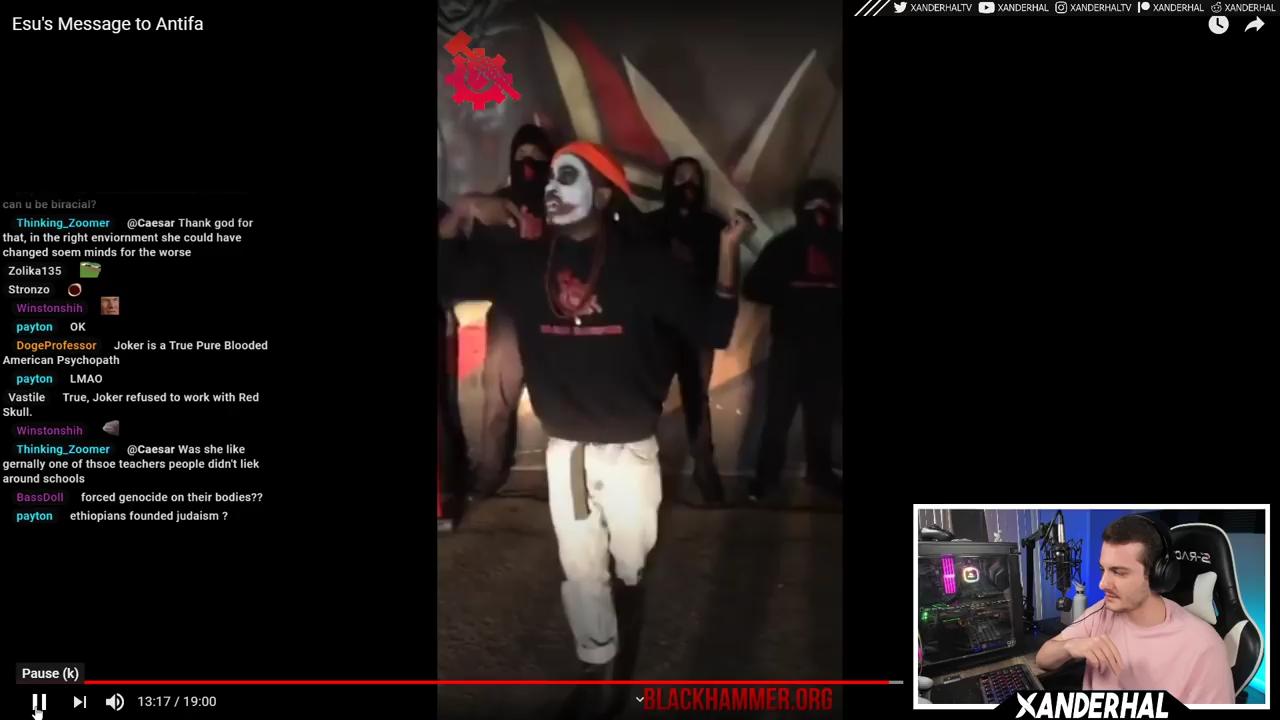 Esu's Message to Antifa
XANDERHALTV XANDERHAL XANDERHALTV XANDERHAL XANDERHAL
can u be biracial?
Thinking_Zoomer @Caesar Thank god for
that, in the right enviornment she could have
changed soem minds for the worse
Zolika135
Stronzo
Winstonshih
payton OK
DogeProfessor Joker is a True Pure Blooded
American Psychopath
payton LMAO
Vastile True, Joker refused to work with Red
Skull.
Winstonshih
Thinking_Zoomer @Caesar Was she like
gernally one of thsoe teachers people didn't liek
around schools
BassDoll forced genocide on their bodies??
payton ethiopians founded judaism ?
Pause (k)
13:17 / 19:00
BLACKHAMMER.ORG
XANDERHAL